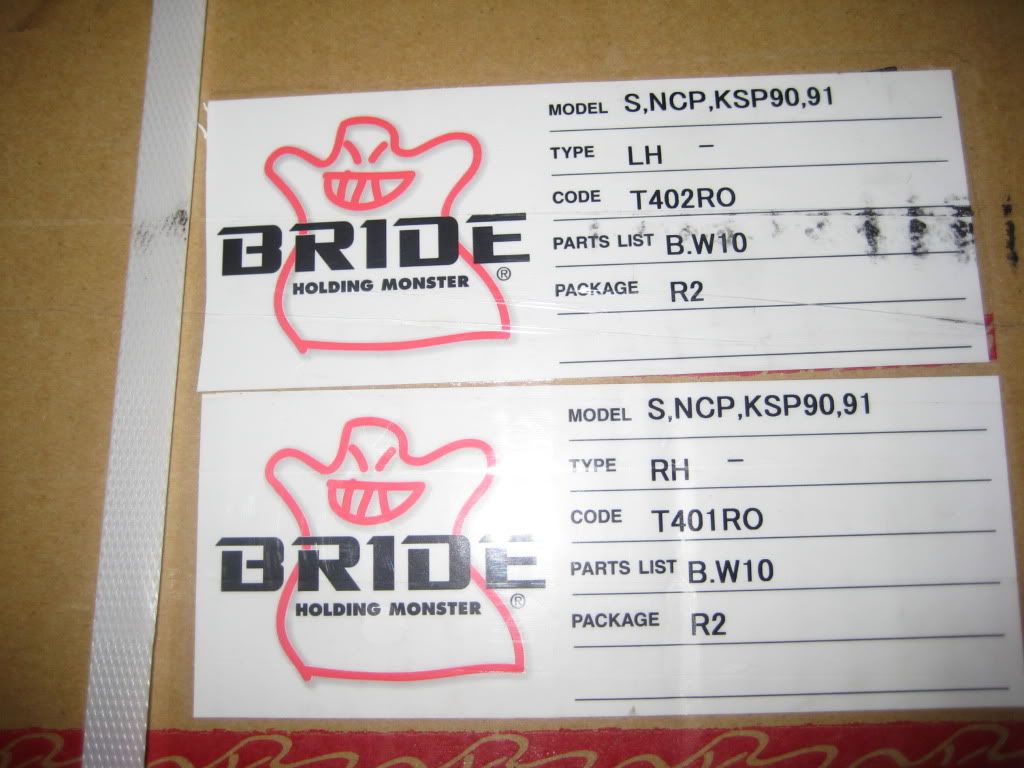 BRIDE®
HOLDING MONSTER
MODEL S,NCP,KSP90,91
TYPE LH -
CODE T402RO
PARTS LIST B.W10
PACKAGE R2
BRIDE®
HOLDING MONSTER
MODEL S,NCP,KSP90,91
TYPE RH -
CODE T401RO
PARTS LIST B.W10
PACKAGE R2